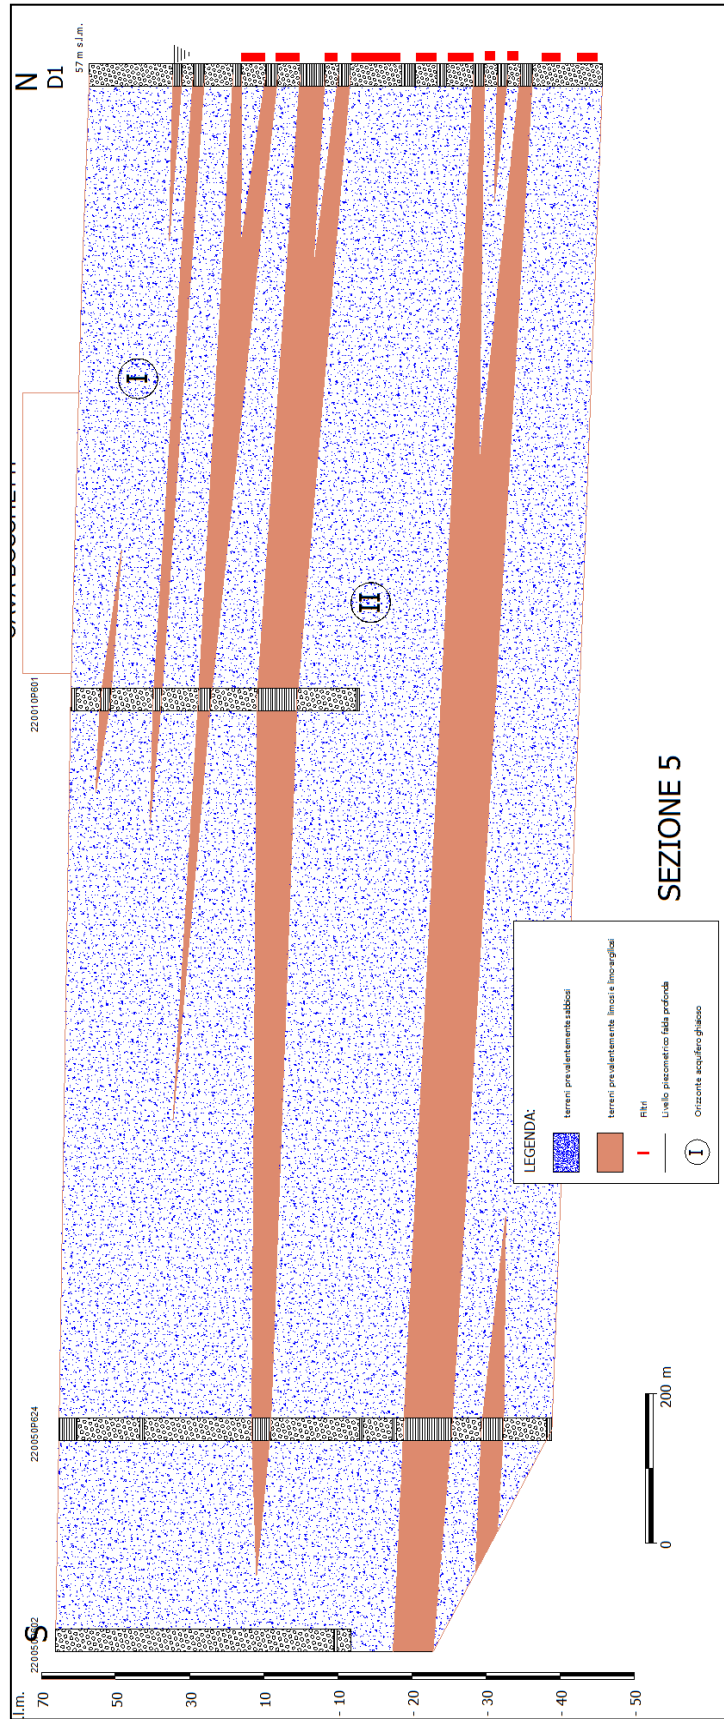 N
D1
57 m s.l.m.
I
II
220010P601
220050P624
S
SEZIONE 5
LEGENDA:
terreni prevalentemente sabbiosi
terreni prevalentemente limosi e limo-argillosi
Filtri
Livello piezometrico falda profonda
I
Orizzonte acquifero ghiaioso
0
200 m
70
50
30
10
- 10
- 20
- 30
- 40
- 50